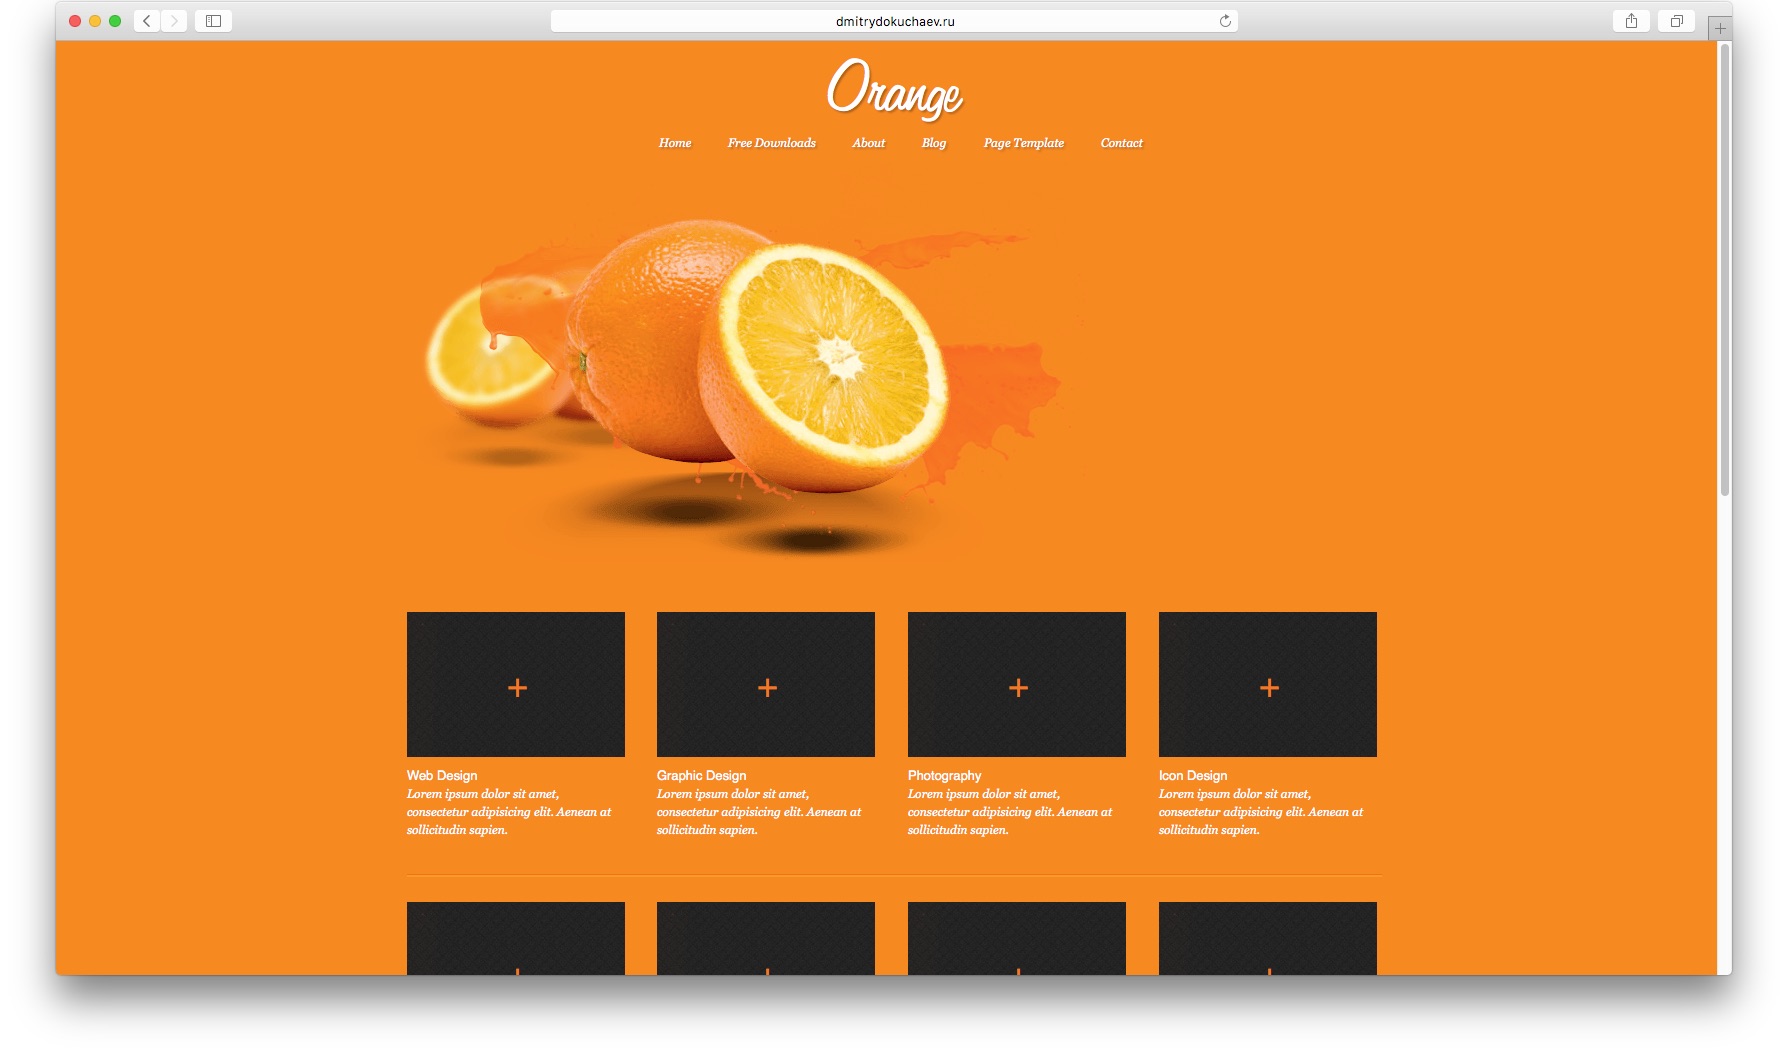 dmitrydokuchaev.ru
Orange
Home Free Downloads About Blog Page Template Contact
Web Design
Lorem ipsum dolor sit amet,
consectetur adipisicing elit. Aenean at
sollicitudin sapien.
Graphic Design
Lorem ipsum dolor sit amet,
consectetur adipisicing elit. Aenean at
sollicitudin sapien.
Photography
Lorem ipsum dolor sit amet,
consectetur adipisicing elit. Aenean at
sollicitudin sapien.
Icon Design
Lorem ipsum dolor sit amet,
consectetur adipisicing elit. Aenean at
sollicitudin sapien.